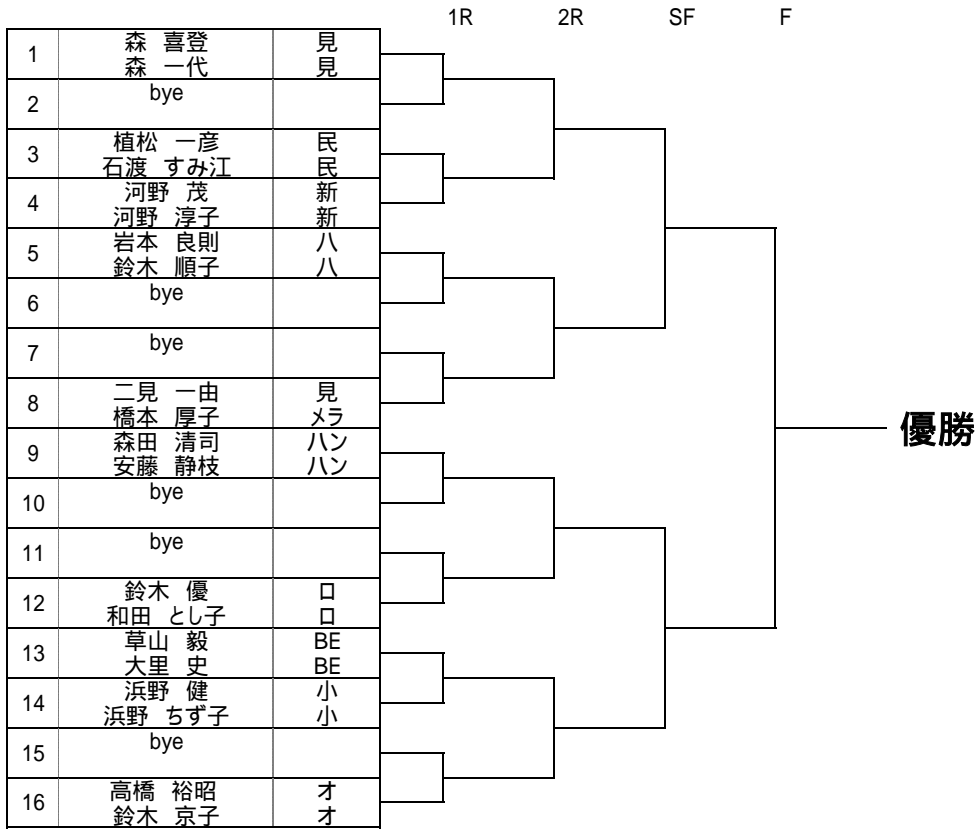 1R 2R SF F
1 森 喜登 見
森 一代 見
2 bye
3 植松 一彦 民
石渡 すみ江 民
4 河野 茂 新
河野 淳子 新
5 岩本 良則 八
鈴木 順子 八
6 bye
7 bye
8 二見 一由 見
橋本 厚子 メラ
9 森田 清司 ハン
安藤 静枝 ハン
10 bye
11 bye
12 鈴木 優 ロ
和田 とし子 ロ
13 草山 毅 BE
大里 史 BE
14 浜野 健 小
浜野 ちず子 小
15 bye
16 高橋 裕昭 オ
鈴木 京子 オ
優勝